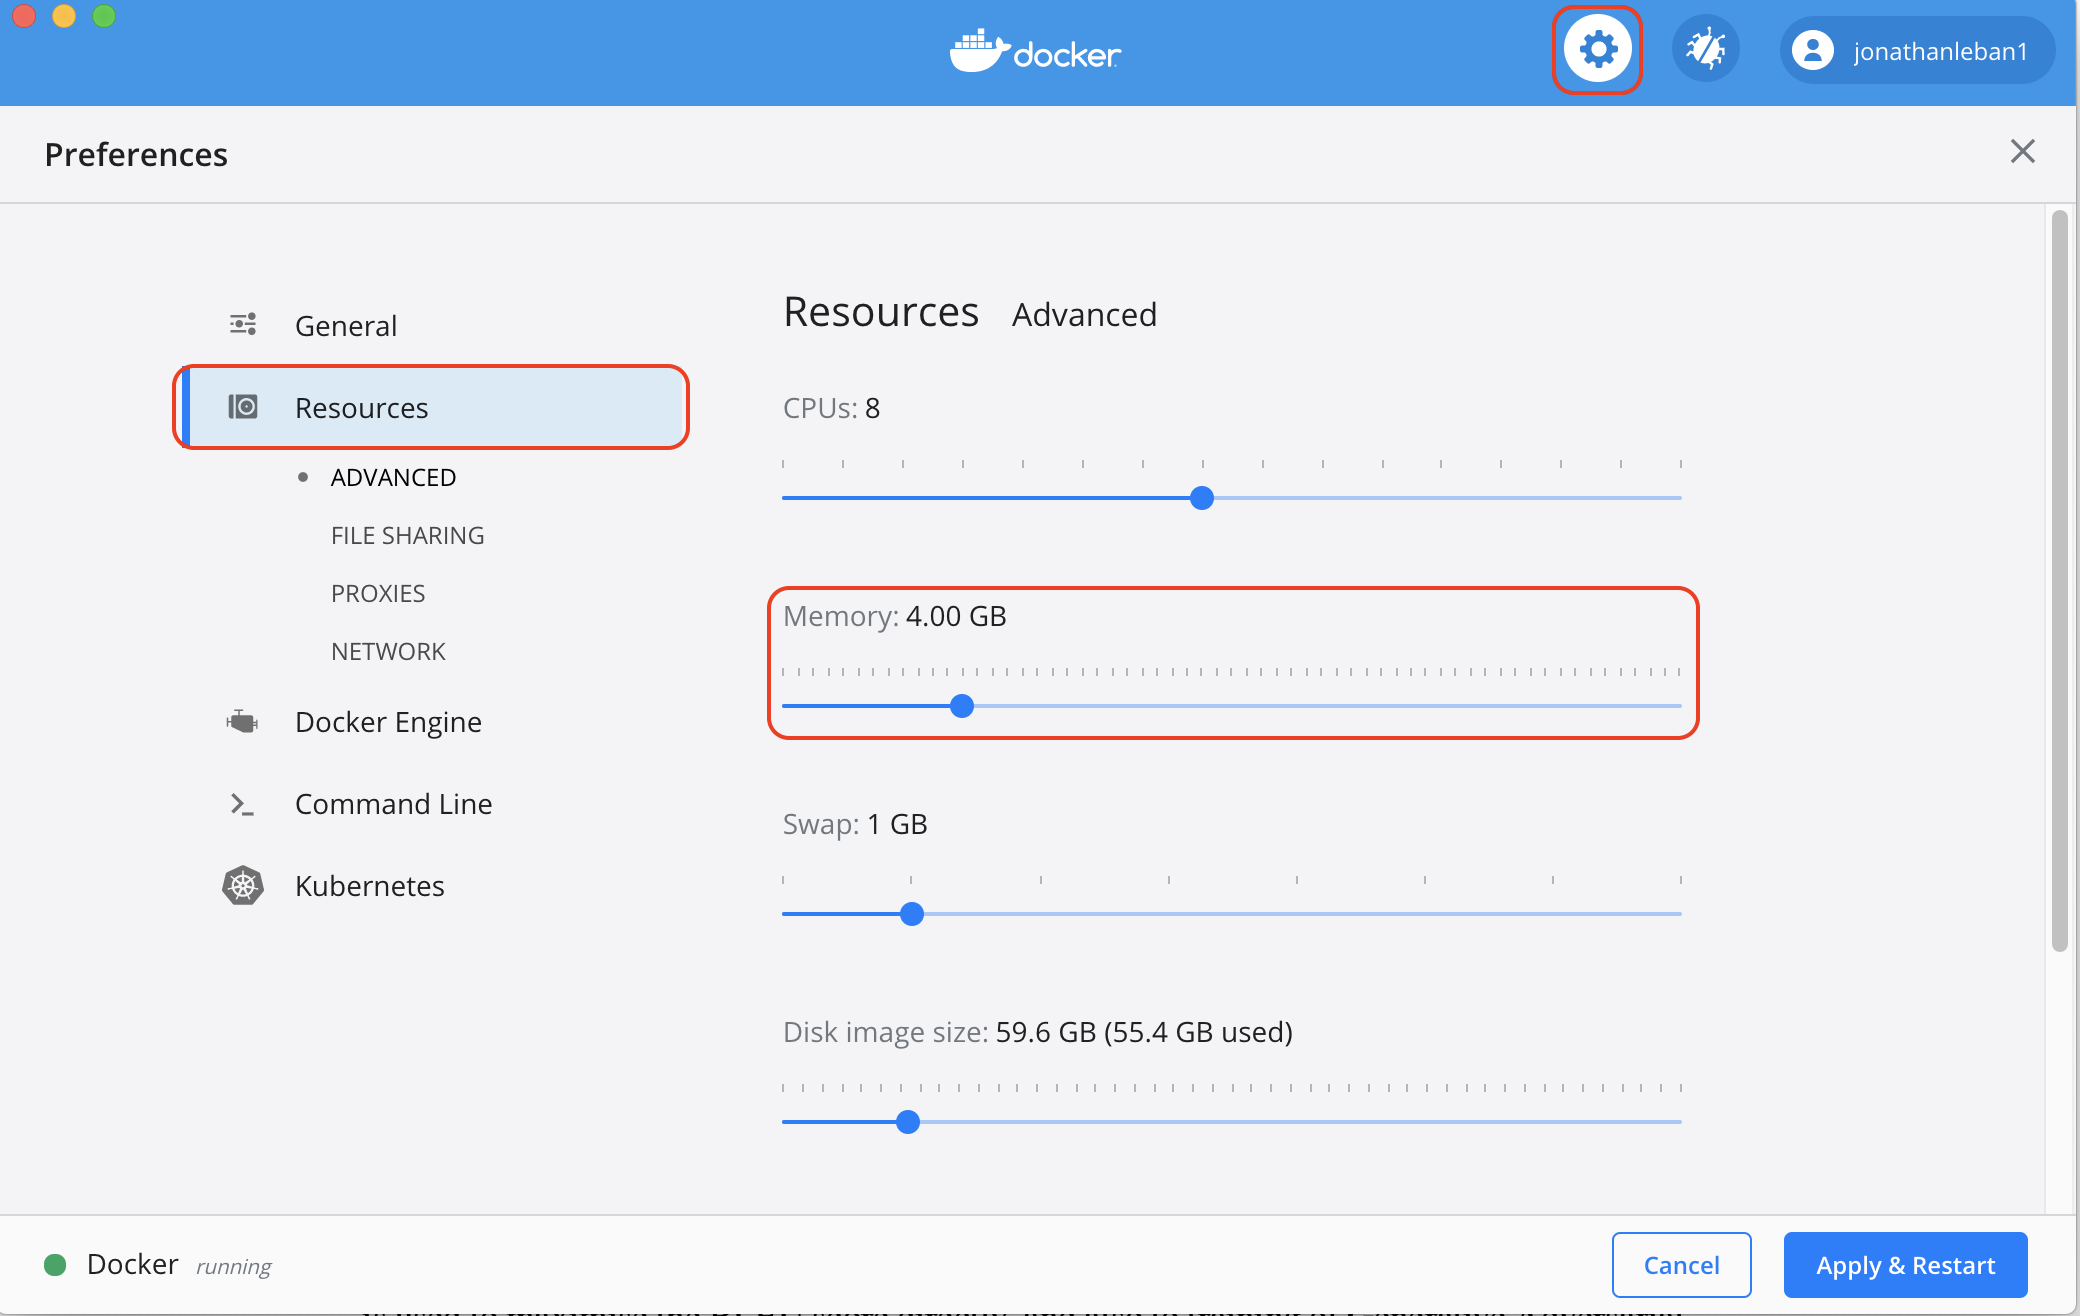 docker
jonathanleban1
Preferences
General
Resources
ADVANCED
FILE SHARING
PROXIES
NETWORK
Docker Engine
Command Line
Kubernetes
Resources Advanced
CPUs: 8
Memory: 4.00 GB
Swap: 1 GB
Disk image size: 59.6 GB (55.4 GB used)
Docker running
Cancel
Apply & Restart